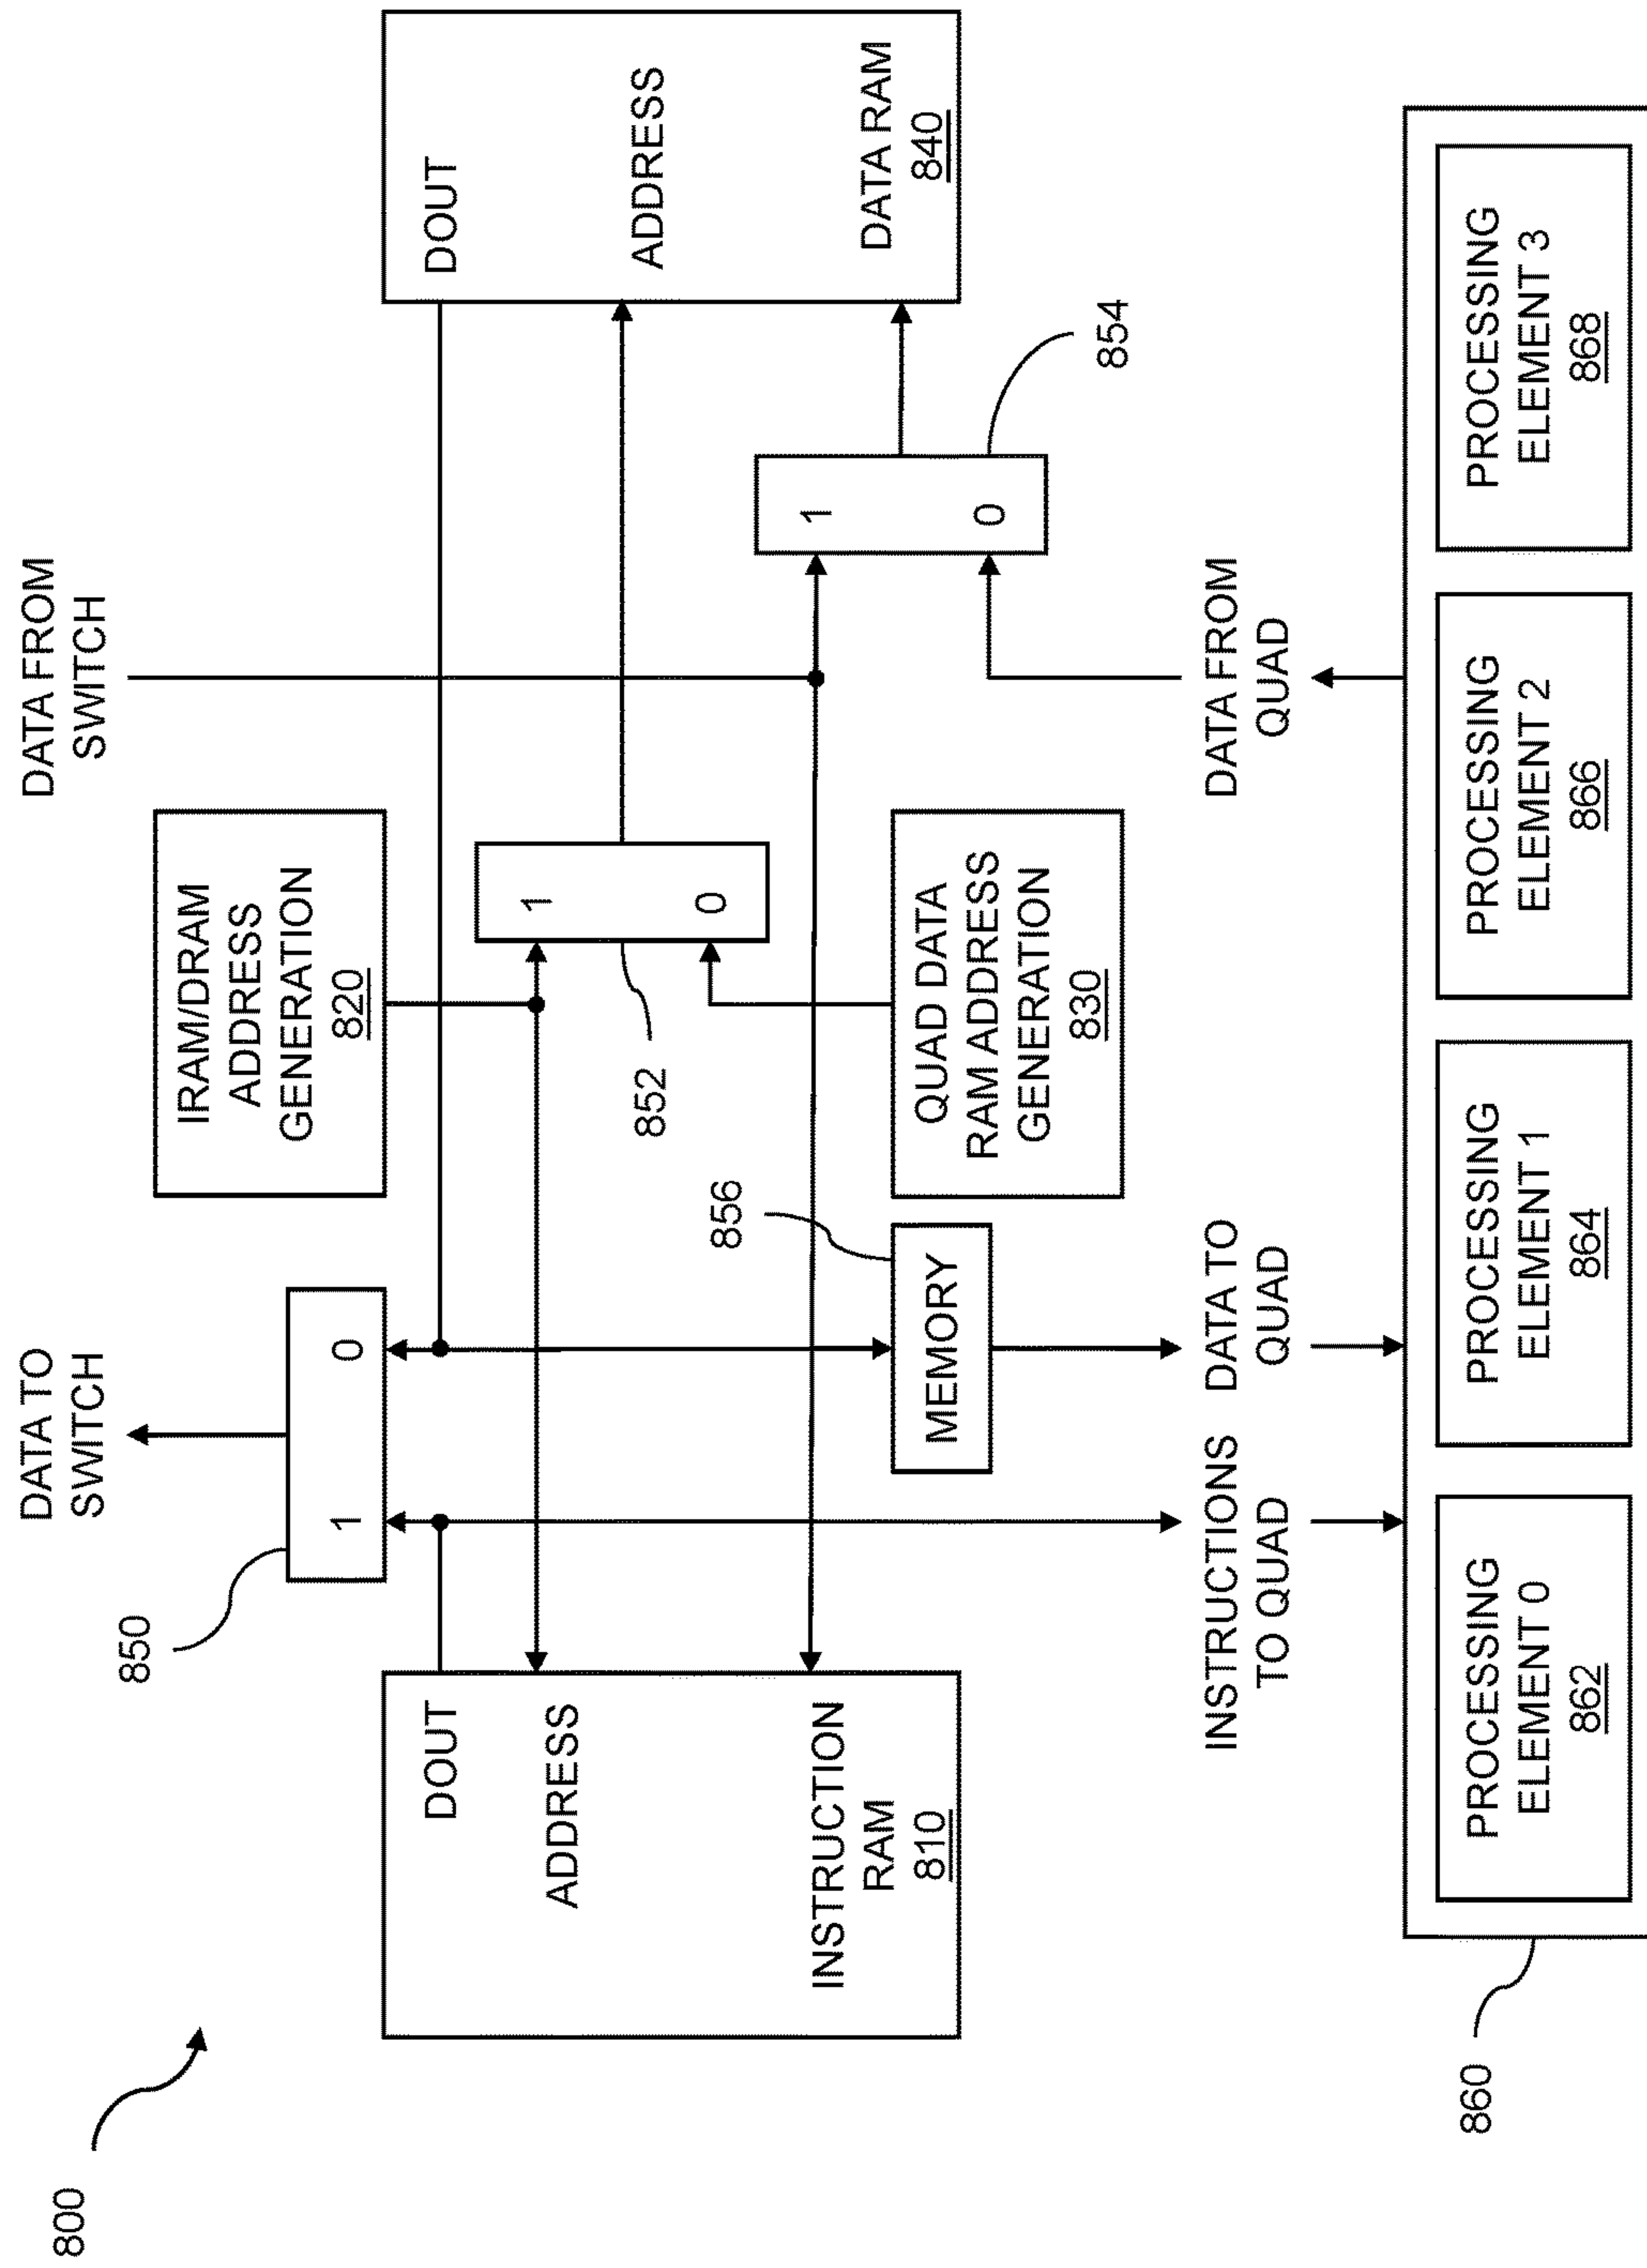 800
DATA TO
SWITCH
DATA FROM
SWITCH
850
1
0
IRAM/DRAM
ADDRESS
GENERATION
820
DOUT
ADDRESS
INSTRUCTION
RAM
810
1
0
852
DOUT
ADDRESS
DATA RAM
840
1
0
854
856
MEMORY
QUAD DATA
RAM ADDRESS
GENERATION
830
INSTRUCTIONS
TO QUAD
DATA TO
QUAD
DATA FROM
QUAD
860
PROCESSING
ELEMENT 0
862
PROCESSING
ELEMENT 1
864
PROCESSING
ELEMENT 2
866
PROCESSING
ELEMENT 3
868